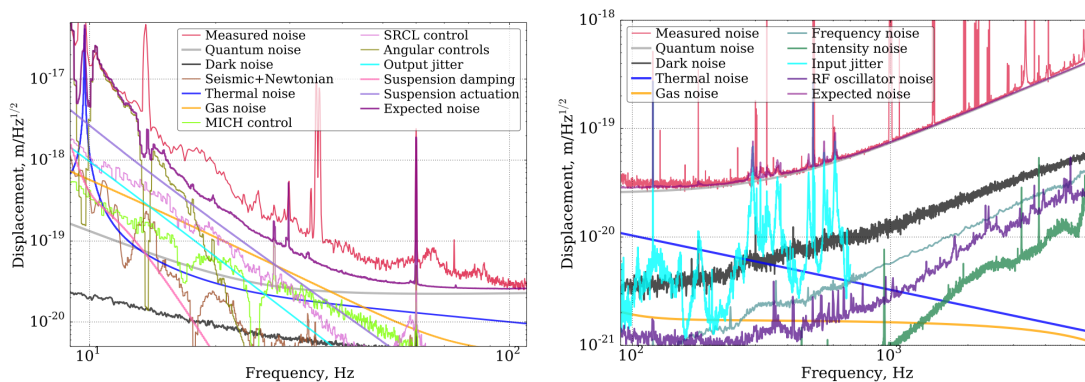 10⁻¹⁷
10⁻¹⁸
10⁻¹⁹
10⁻²⁰
Displacement, m/Hz^1/2
Measured noise
Quantum noise
Dark noise
Seismic+Newtonian
Thermal noise
Gas noise
MICH control
SRCL control
Angular controls
Output jitter
Suspension damping
Suspension actuation
Expected noise
10¹
10²
Frequency, Hz
10⁻¹⁸
10⁻¹⁹
10⁻²⁰
10⁻²¹
Displacement, m/Hz^1/2
Measured noise
Quantum noise
Dark noise
Thermal noise
Gas noise
Frequency noise
Intensity noise
Input jitter
RF oscillator noise
Expected noise
10²
10³
Frequency, Hz